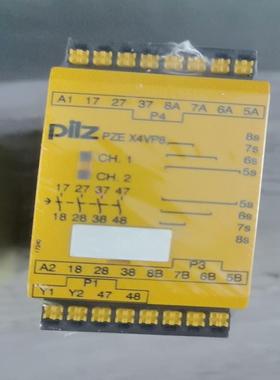 A1 17 27 37 8A 7A 6A 5A
P4
pilz
PZE X4VP8
8s
7s
6s
5s
CH. 1
CH. 2
17 27 37 47
18 28 38 48
5s
6s
7s
8s
P3
A2 18 28 38 8B 7B 6B 5B
P1
Y1 Y2 47 48